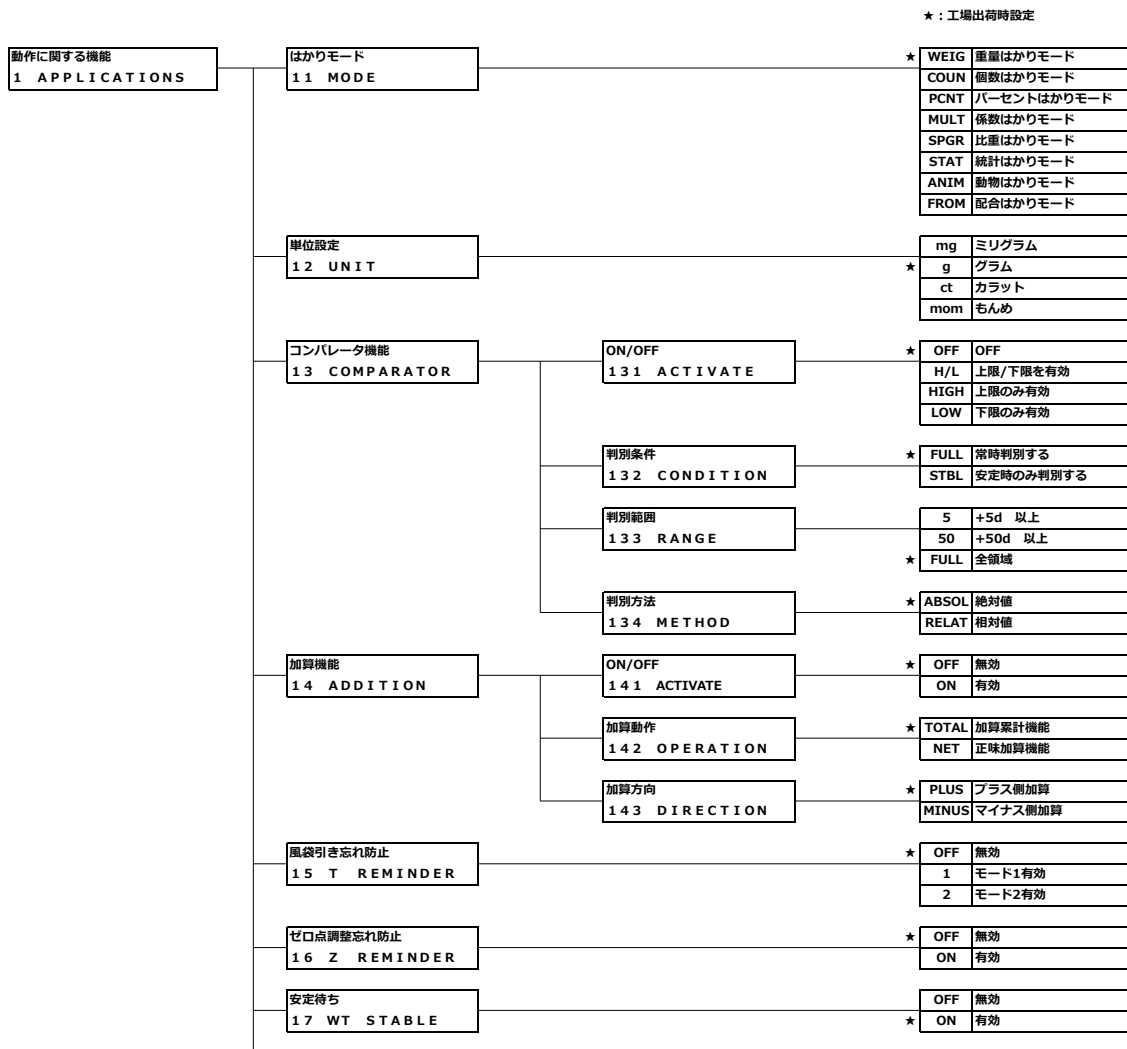 ★：工場出荷時設定
動作に関する機能
1 APPLICATIONS
はかりモード
11 MODE
★ WEIG 重量はかりモード
COUN 個数はかりモード
PCNT パーセントはかりモード
MULT 係数はかりモード
SPGR 比重はかりモード
STAT 統計はかりモード
ANIM 動物はかりモード
FROM 配合はかりモード
単位設定
12 UNIT
mg ミリグラム
★ g グラム
ct カラット
mom もんめ
コンパレータ機能
13 COMPARATOR
ON/OFF
131 ACTIVATE
★ OFF OFF
H/L 上限/下限を有効
HIGH 上限のみ有効
LOW 下限のみ有効
判別条件
132 CONDITION
★ FULL 常時判別する
STBL 安定時のみ判別する
判別範囲
133 RANGE
5 +5d 以上
50 +50d 以上
★ FULL 全領域
判別方法
134 METHOD
★ ABSOL 絶対値
RELAT 相対値
加算機能
14 ADDITION
ON/OFF
141 ACTIVATE
★ OFF 無効
ON 有効
加算動作
142 OPERATION
★ TOTAL 加算累計機能
NET 正味加算機能
加算方向
143 DIRECTION
★ PLUS プラス側加算
MINUS マイナス側加算
風袋引き忘れ防止
15 T REMINDER
★ OFF 無効
1 モード1有効
2 モード2有効
ゼロ点調整忘れ防止
16 Z REMINDER
★ OFF 無効
ON 有効
安定待ち
17 WT STABLE
OFF 無効
★ ON 有効